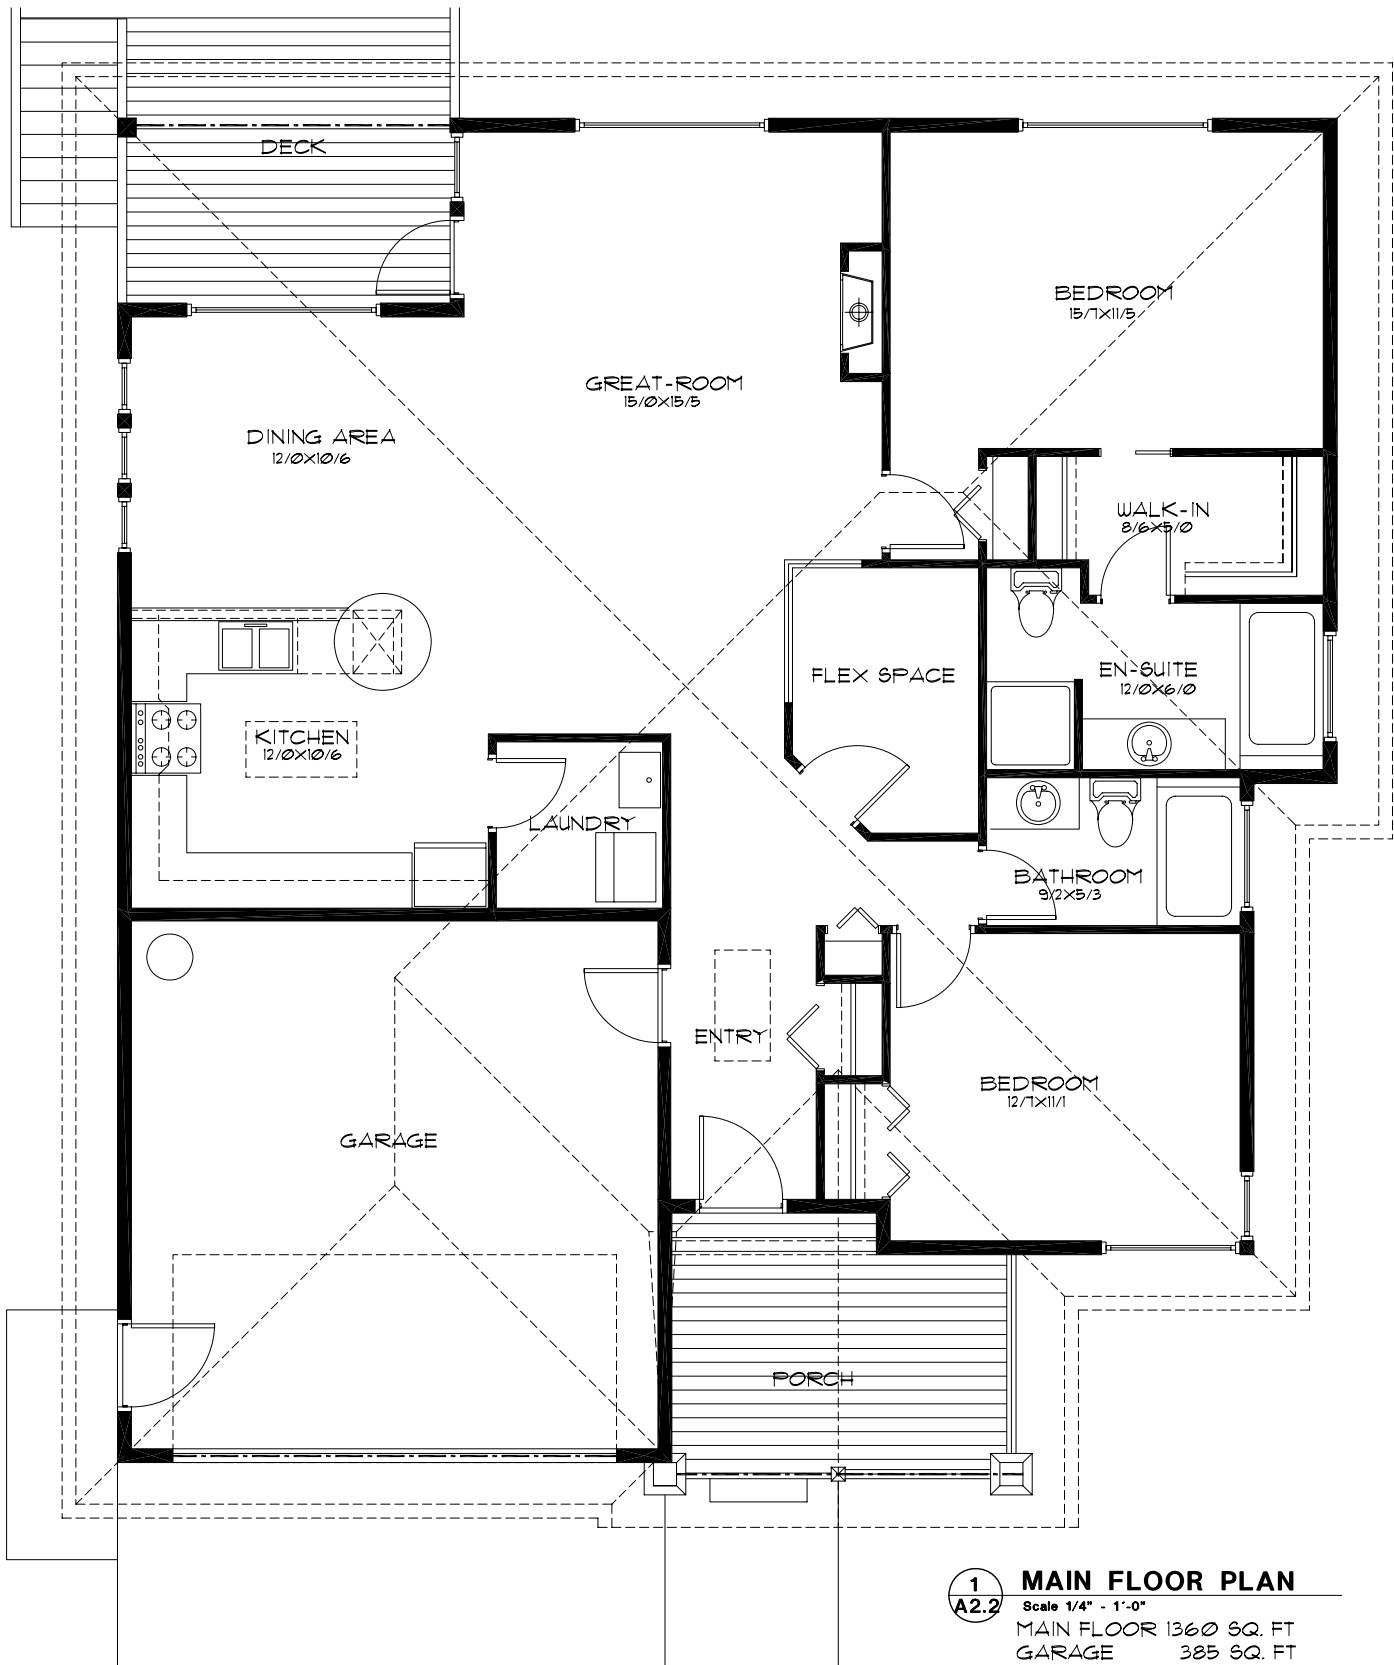 DECK
BEDROOM
15/7X11/5
GREAT-ROOM
15/0X15/5
DINING AREA
12/0X10/6
WALK-IN
8/6X5/0
FLEX SPACE
EN-SUITE
12/0X6/0
KITCHEN
12/0X10/6
LAUNDRY
BATHROOM
9/2X5/3
ENTRY
BEDROOM
12/7X11/1
GARAGE
PORCH
1
A2.2
MAIN FLOOR PLAN
Scale 1/4" - 1'-0"
MAIN FLOOR 1360 SQ. FT
GARAGE 385 SQ. FT